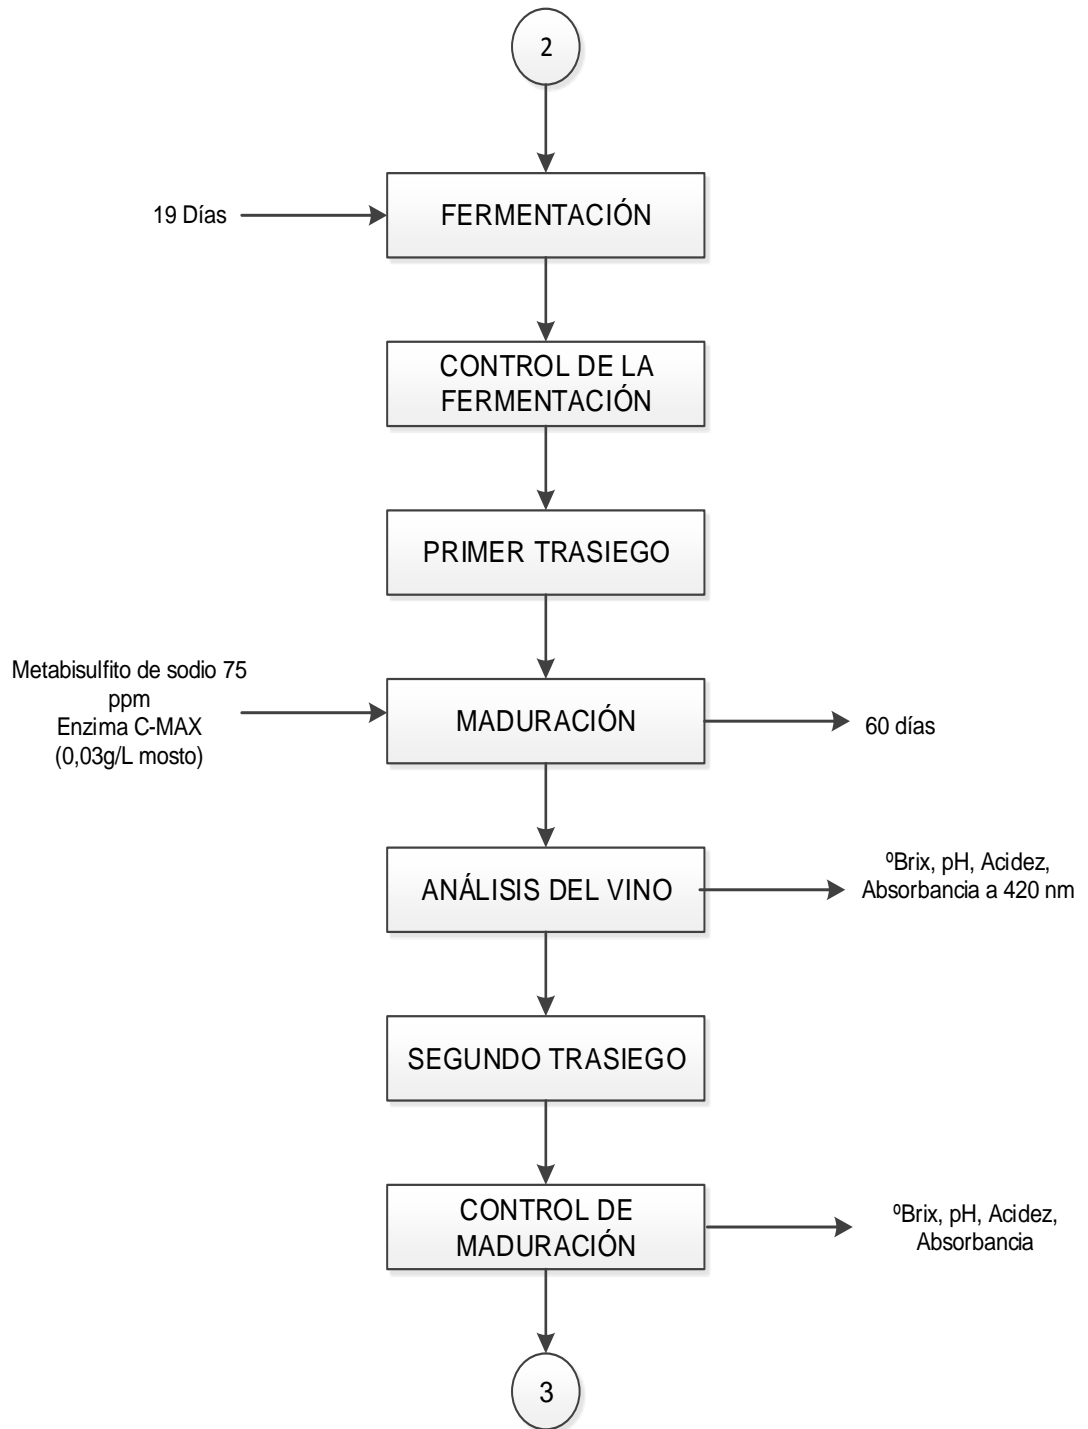 2
19 Días
FERMENTACIÓN
CONTROL DE LA
FERMENTACIÓN
PRIMER TRASIEGO
Metabisulfito de sodio 75
ppm
Enzima C-MAX
(0,03g/L mosto)
MADURACIÓN
60 días
ANÁLISIS DEL VINO
ºBrix, pH, Acidez,
Absorbancia a 420 nm
SEGUNDO TRASIEGO
CONTROL DE
MADURACIÓN
ºBrix, pH, Acidez,
Absorbancia
3